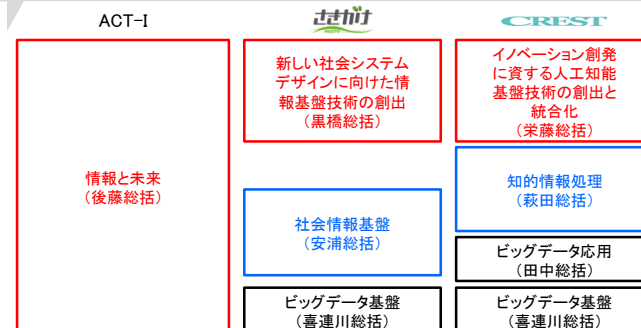 ACT-I
さきがけ
CREST
情報と未来
(後藤総括)
新しい社会システム
デザインに向けた情
報基盤技術の創出
(黒橋総括)
社会情報基盤
(安浦総括)
ビッグデータ基盤
(喜連川総括)
イノベーション創発
に資する人工知能
基盤技術の創出と
統合化
(栄藤総括)
知的情報処理
(萩田総括)
ビッグデータ応用
(田中総括)
ビッグデータ基盤
(喜連川総括)